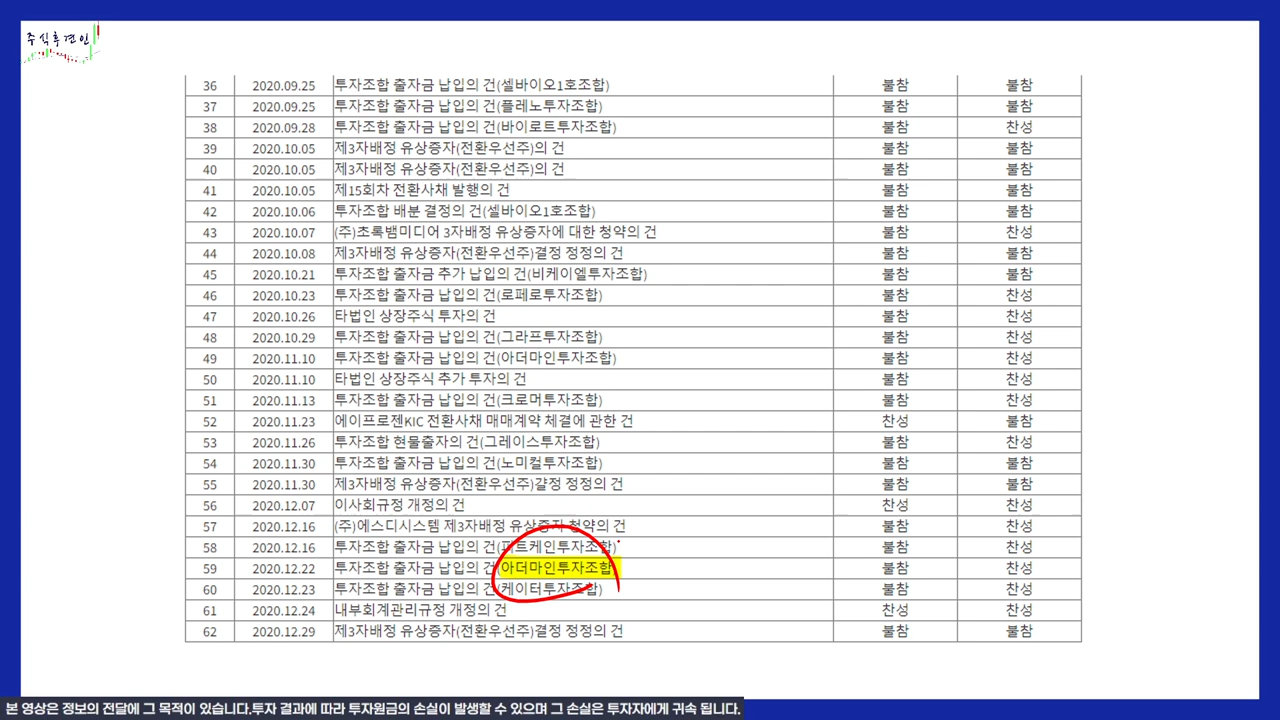 주식후견인
36 2020.09.25 투자조합 출자금 납입의 건(셀바이오1호조합) 불참 불참
37 2020.09.25 투자조합 출자금 납입의 건(플레노투자조합) 불참 불참
38 2020.09.28 투자조합 출자금 납입의 건(바이로트투자조합) 불참 찬성
39 2020.10.05 제3자배정 유상증자(전환우선주)의 건 불참 불참
40 2020.10.05 제3자배정 유상증자(전환우선주)의 건 불참 불참
41 2020.10.05 제15회차 전환사채 발행의 건 불참 불참
42 2020.10.06 투자조합 배분 결정의 건(셀바이오1호조합) 불참 불참
43 2020.10.07 (주)초록뱀미디어 3자배정 유상증자에 대한 청약의 건 불참 찬성
44 2020.10.08 제3자배정 유상증자(전환우선주)결정 정정의 건 불참 불참
45 2020.10.21 투자조합 출자금 추가 납입의 건(비케이엘투자조합) 불참 불참
46 2020.10.23 투자조합 출자금 납입의 건(로페로투자조합) 불참 찬성
47 2020.10.26 타법인 상장주식 투자의 건 불참 찬성
48 2020.10.29 투자조합 출자금 납입의 건(그라프투자조합) 불참 찬성
49 2020.11.10 투자조합 출자금 납입의 건(아더마인투자조합) 불참 찬성
50 2020.11.10 타법인 상장주식 추가 투자의 건 불참 찬성
51 2020.11.13 투자조합 출자금 납입의 건(크로머투자조합) 불참 찬성
52 2020.11.23 에이프로젠KIC 전환사채 매매계약 체결에 관한 건 찬성 불참
53 2020.11.26 투자조합 현물출자의 건(그레이스투자조합) 불참 찬성
54 2020.11.30 투자조합 출자금 납입의 건(노미컬투자조합) 불참 찬성
55 2020.11.30 제3자배정 유상증자(전환우선주)결정 정정의 건 불참 찬성
56 2020.12.07 이사회규정 개정의 건 찬성 찬성
57 2020.12.16 (주)에스디시스템 제3자배정 유상증자 청약의 건 불참 찬성
58 2020.12.16 투자조합 출자금 납입의 건(파트케인투자조합) 불참 찬성
59 2020.12.22 투자조합 출자금 납입의 건(아더마인투자조합) 불참 찬성
60 2020.12.23 투자조합 출자금 납입의 건(케이터투자조합) 불참 찬성
61 2020.12.24 내부회계관리규정 개정의 건 찬성 찬성
62 2020.12.29 제3자배정 유상증자(전환우선주)결정 정정의 건 불참 불참
본 영상은 정보의 전달에 그 목적이 있습니다.투자 결과에 따라 투자원금의 손실이 발생할 수 있으며 그 손실은 투자자에게 귀속 됩니다.